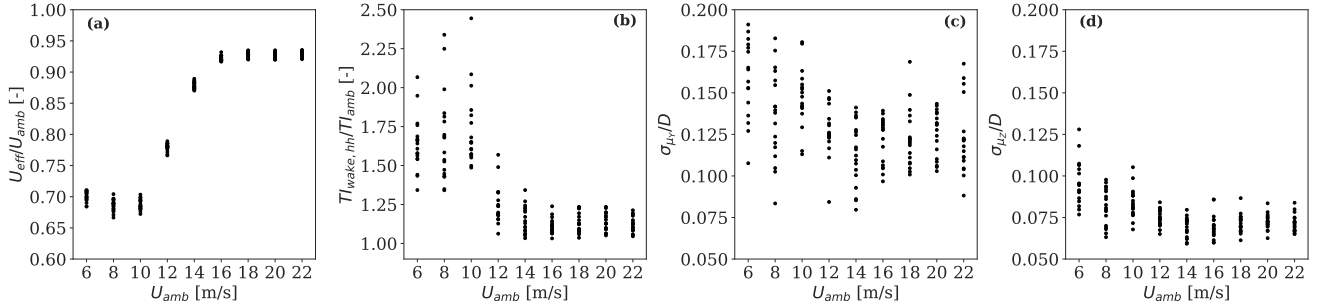 (a)
1.00
0.95
0.90
0.85
0.80
0.75
0.70
0.65
0.60
U_eff/U_amb [-]
6 8 10 12 14 16 18 20 22
U_amb [m/s]
(b)
2.50
2.25
2.00
1.75
1.50
1.25
1.00
TI_wake,hh/TI_amb [-]
6 8 10 12 14 16 18 20 22
U_amb [m/s]
(c)
0.200
0.175
0.150
0.125
0.100
0.075
0.050
σ_μY/D
6 8 10 12 14 16 18 20 22
U_amb [m/s]
(d)
0.200
0.175
0.150
0.125
0.100
0.075
0.050
σ_μZ/D
6 8 10 12 14 16 18 20 22
U_amb [m/s]